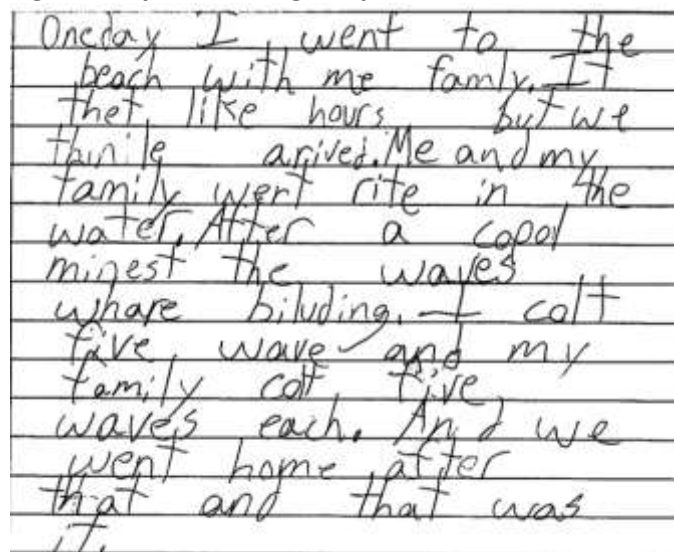 Oneday I went to the
beach with me famly. It
thet like hours but we
thinile arived. Me and my
family went rite in the
water. After a copol
minest the waves
whare biluding. I colt
five wave and my
family colt five
waves each. And we
went home after
that and that was
it.